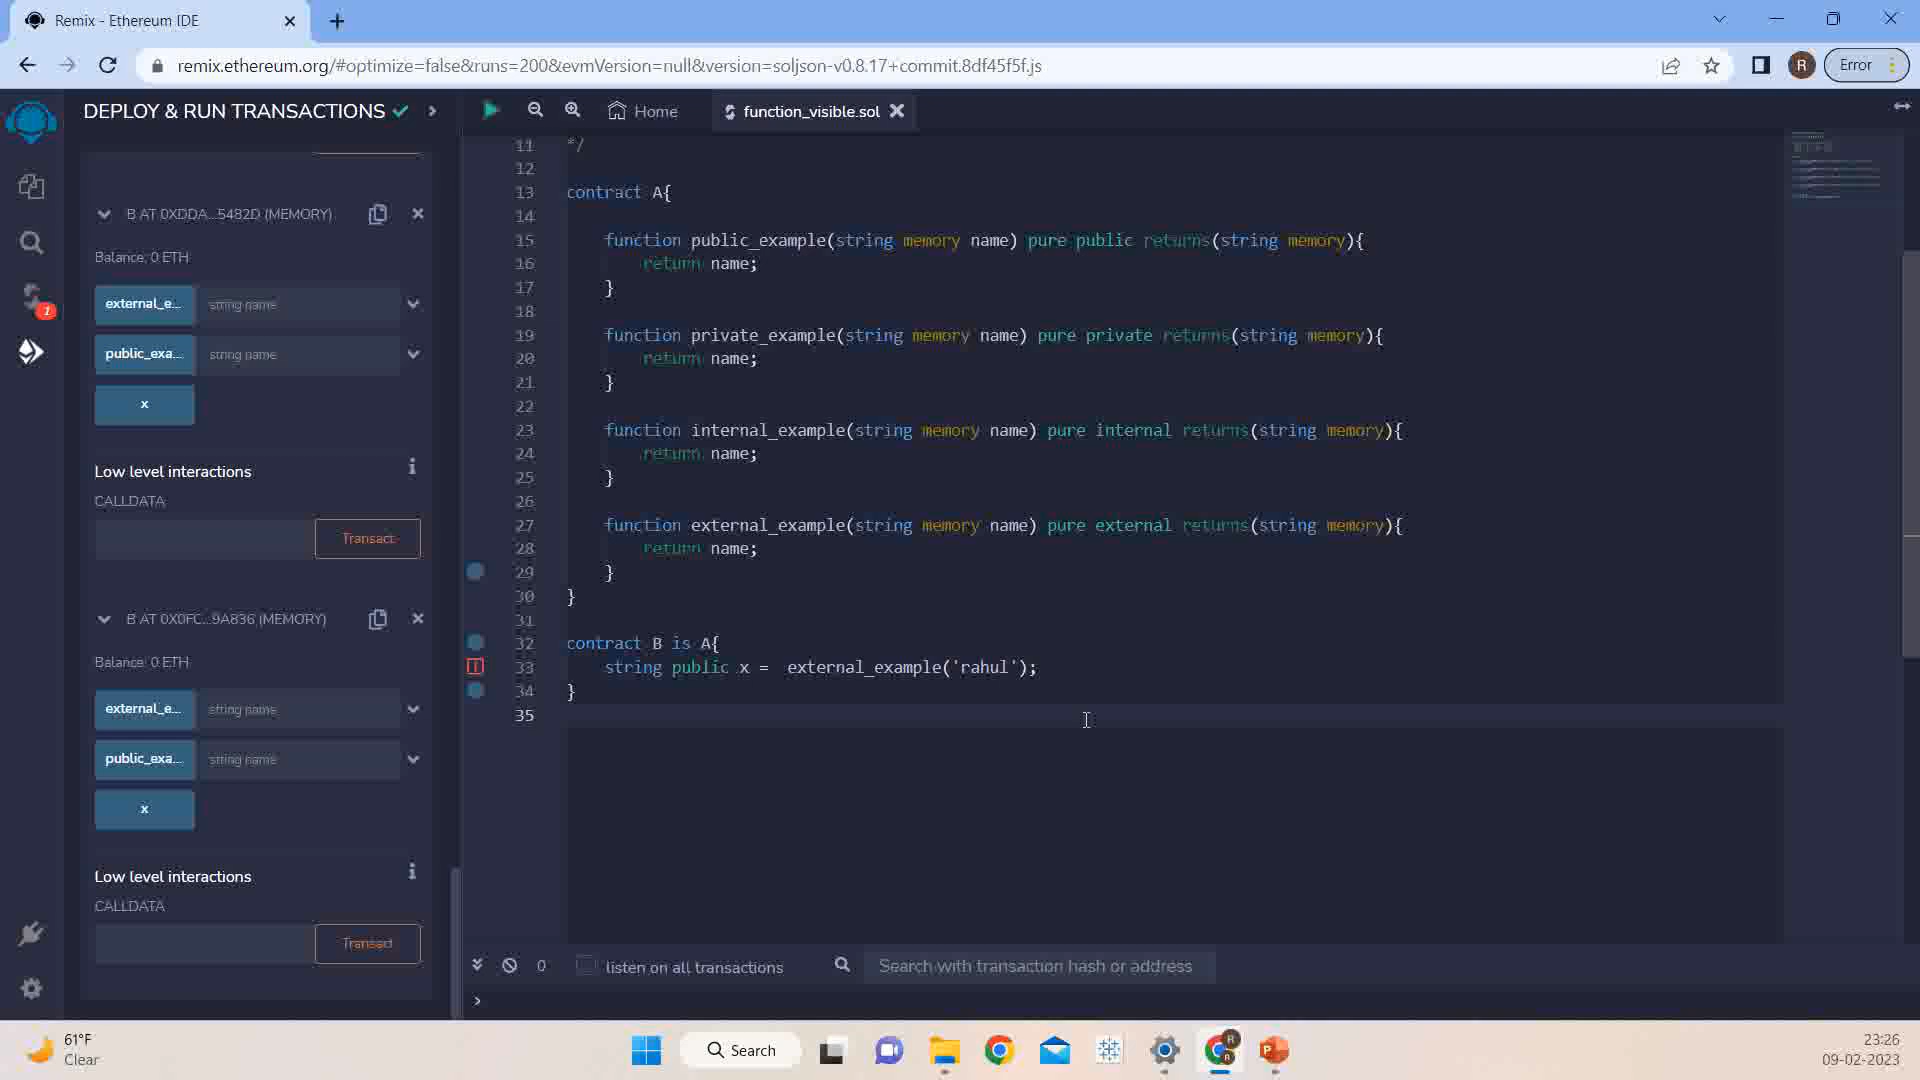 Remix - Ethereum IDE
remix.ethereum.org/#optimize=false&runs=200&evmVersion=null&version=soljson-v0.8.17+commit.8df45f5f.js
R
Error
DEPLOY & RUN TRANSACTIONS
Home
function_visible.sol
B AT 0XDDA...5482D (MEMORY)
Balance: 0 ETH
external_e...
string name
public_exa...
string name
x
Low level interactions
i
CALLDATA
Transact
B AT 0X0FC...9A836 (MEMORY)
Balance: 0 ETH
external_e...
string name
public_exa...
string name
x
Low level interactions
i
CALLDATA
Transact
1
11 */
12
13 contract A{
14
15 function public_example(string memory name) pure public returns(string memory){
16 return name;
17 }
18
19 function private_example(string memory name) pure private returns(string memory){
20 return name;
21 }
22
23 function internal_example(string memory name) pure internal returns(string memory){
24 return name;
25 }
26
27 function external_example(string memory name) pure external returns(string memory){
28 return name;
29 }
30 }
31
32 contract B is A{
33 string public x =  external_example('rahul');
34 }
35
0
listen on all transactions
Search with transaction hash or address
>
61°F
Clear
Search
23:26
09-02-2023